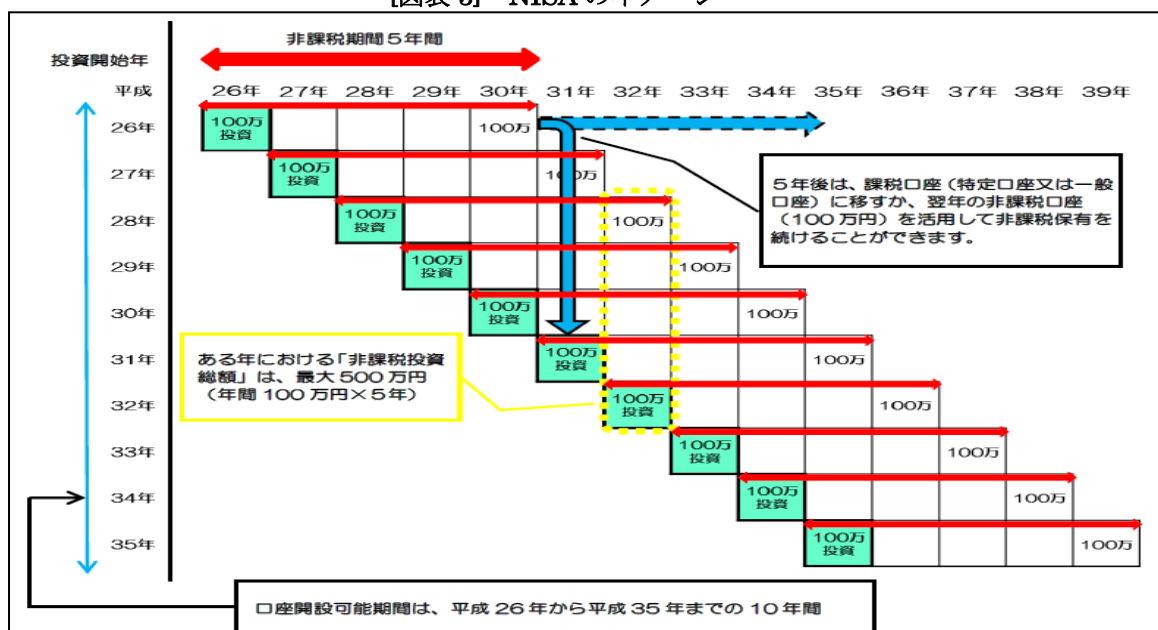 [図表 3] NISA のイメージ
非課税期間５年間
投資開始年
平成 26年 27年 28年 29年 30年 31年 32年 33年 34年 35年 36年 37年 38年 39年
26年 100万 投資 100万
27年 100万 投資 100万
5年後は、課税口座（特定口座又は一般
口座）に移すか、翌年の非課税口座
（100万円）を活用して非課税保有を
続けることができます。
28年 100万 投資 100万
29年 100万 投資 100万
30年 100万 投資 100万
31年 100万 投資 100万
ある年における「非課税投資
総額」は、最大500万円
（年間100万円×5年）
32年 100万 投資 100万
33年 100万 投資 100万
34年 100万 投資 100万
35年 100万 投資 100万
口座開設可能期間は、平成26年から平成35年までの10年間